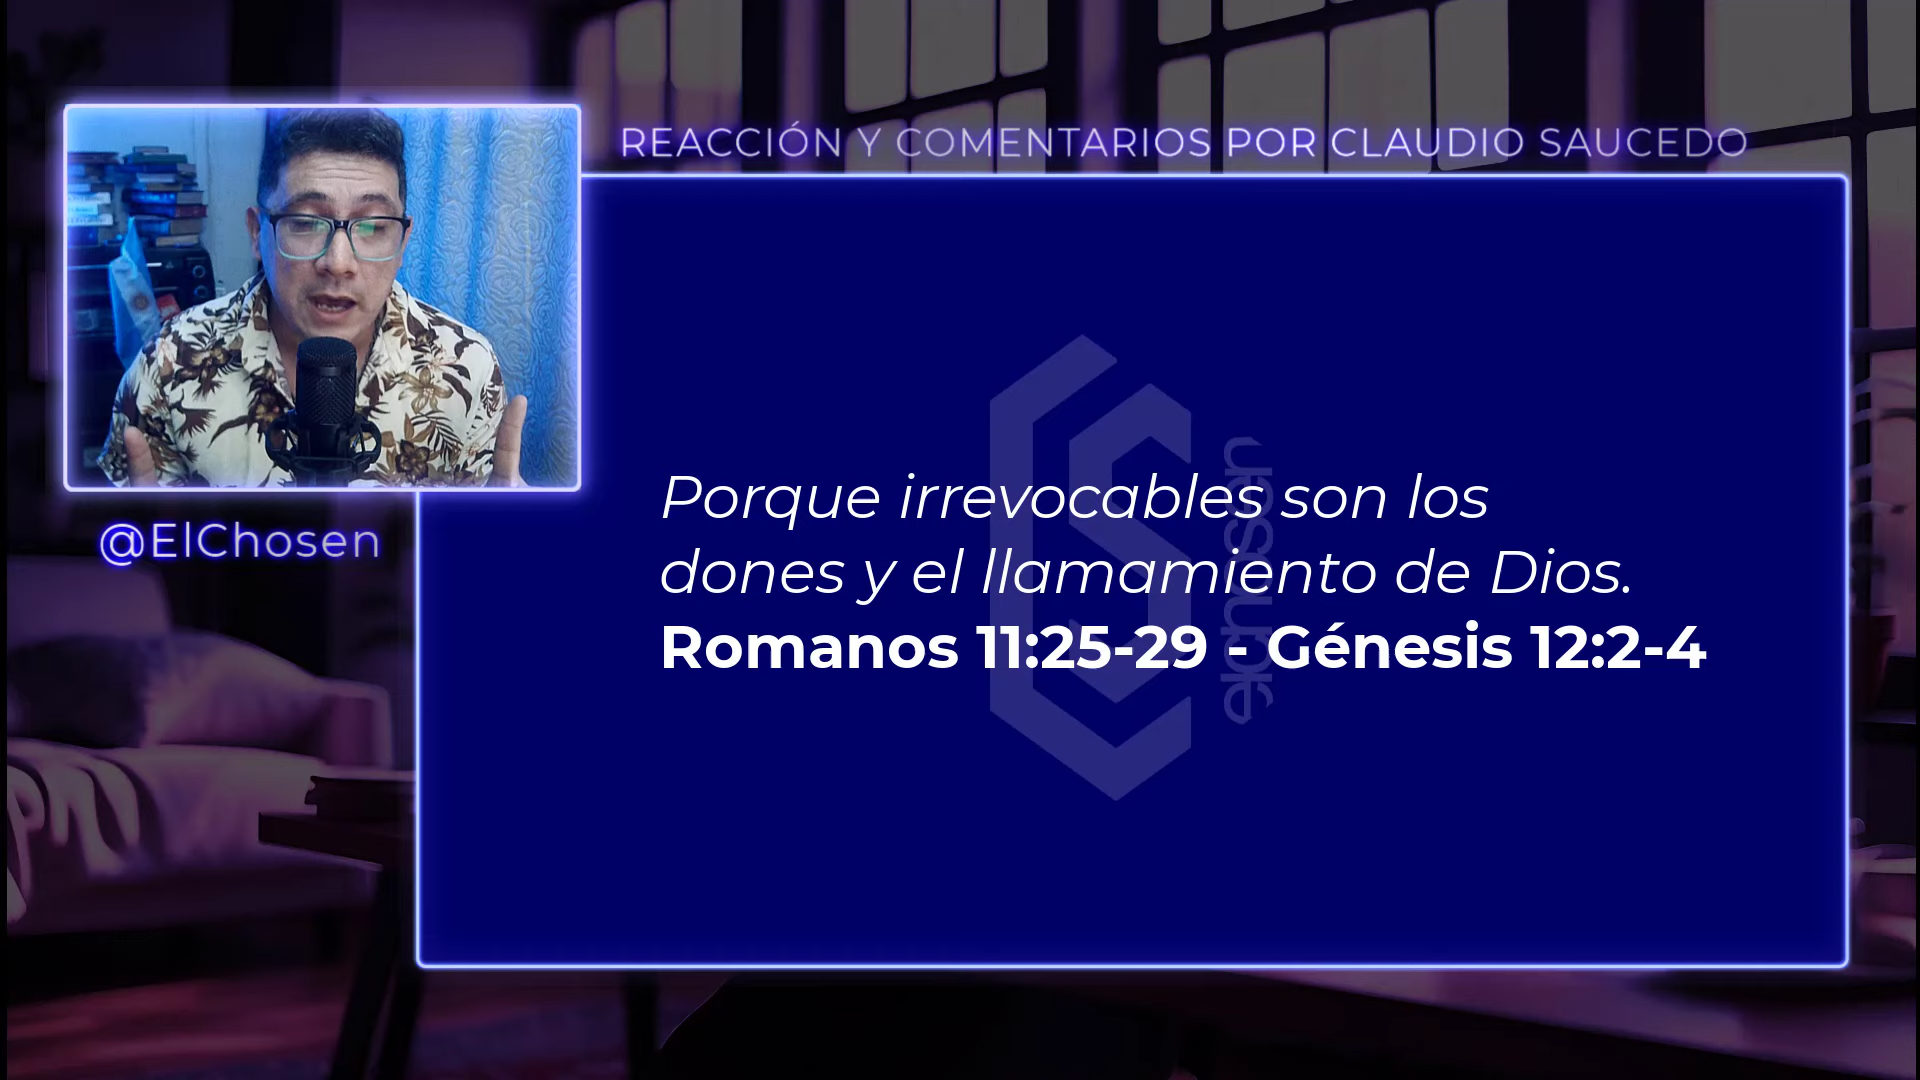 REACCIÓN Y COMENTARIOS POR CLAUDIO SAUCEDO
@ElChosen
Porque irrevocables son los
dones y el llamamiento de Dios.
Romanos 11:25-29 - Génesis 12:2-4
elchosen